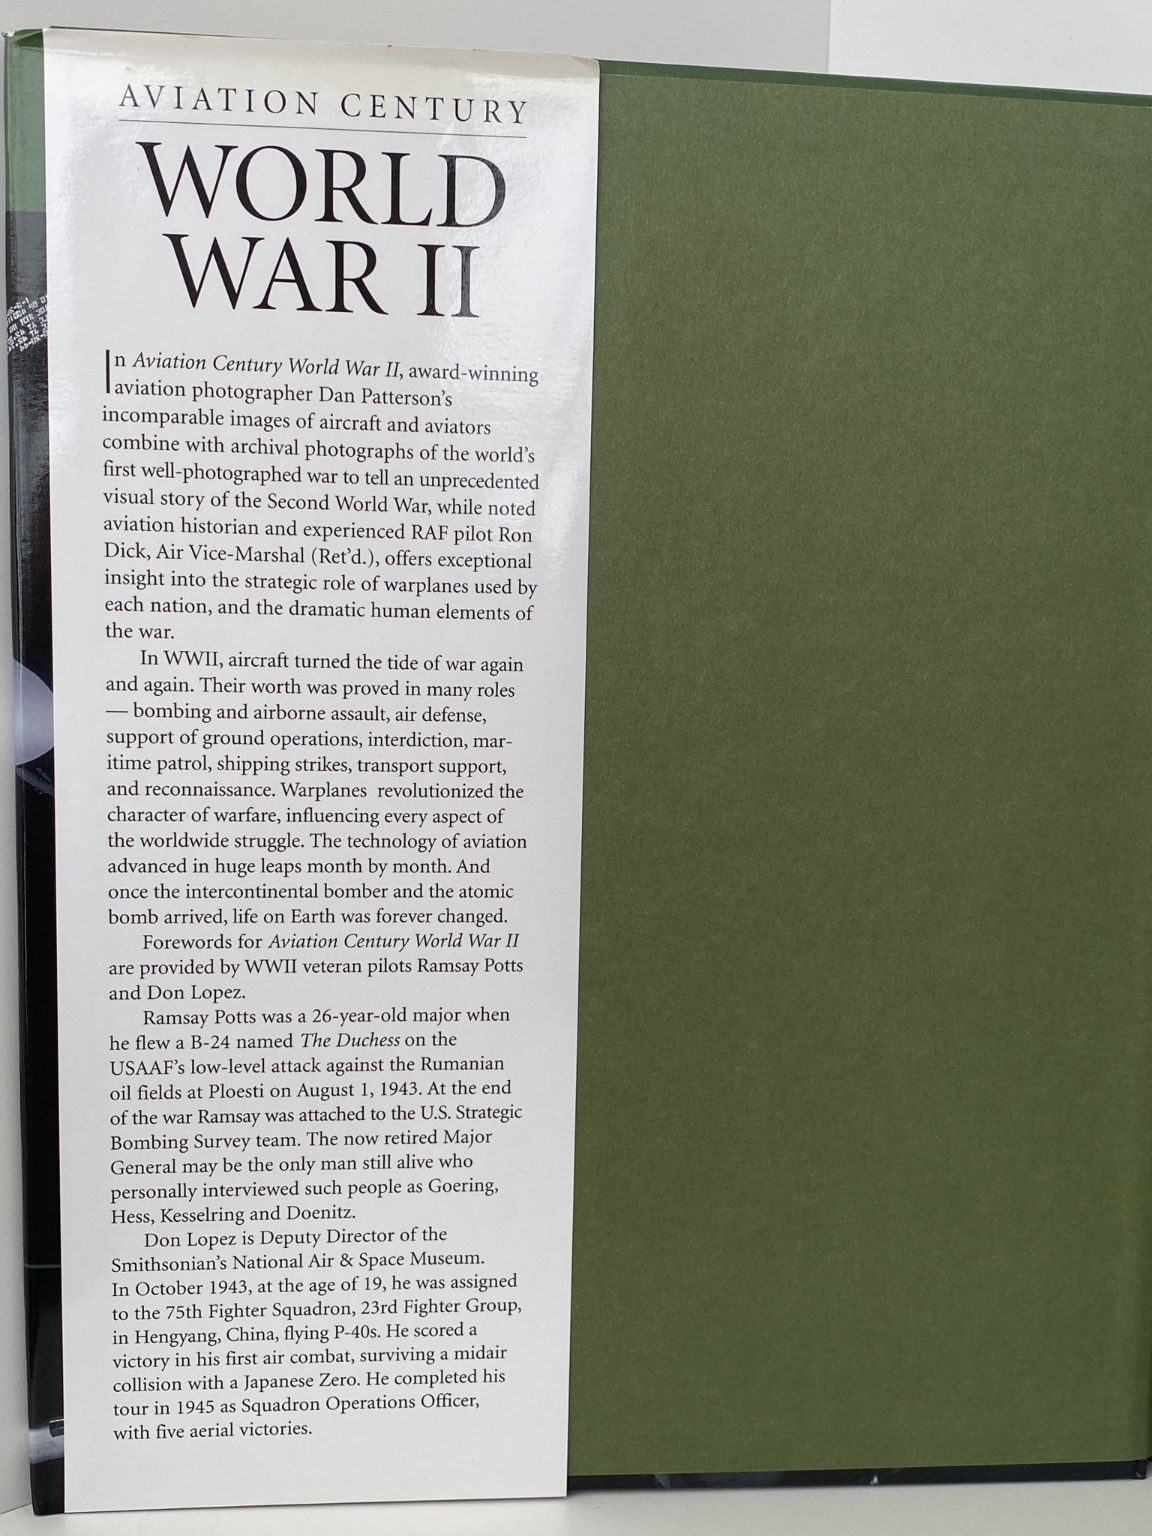 AVIATION CENTURY
WORLD
WAR II
In Aviation Century World War II, award-winning
aviation photographer Dan Patterson's
incomparable images of aircraft and aviators
combine with archival photographs of the world's
first well-photographed war to tell an unprecedented
visual story of the Second World War, while noted
aviation historian and experienced RAF pilot Ron
Dick, Air Vice-Marshal (Ret'd.), offers exceptional
insight into the strategic role of warplanes used by
each nation, and the dramatic human elements of
the war.
In WWII, aircraft turned the tide of war again
and again. Their worth was proved in many roles
— bombing and airborne assault, air defense,
support of ground operations, interdiction, mar-
itime patrol, shipping strikes, transport support,
and reconnaissance. Warplanes revolutionized the
character of warfare, influencing every aspect of
the worldwide struggle. The technology of aviation
advanced in huge leaps month by month. And
once the intercontinental bomber and the atomic
bomb arrived, life on Earth was forever changed.
Forewords for Aviation Century World War II
are provided by WWII veteran pilots Ramsay Potts
and Don Lopez.
Ramsay Potts was a 26-year-old major when
he flew a B-24 named The Duchess on the
USAAF's low-level attack against the Rumanian
oil fields at Ploesti on August 1, 1943. At the end
of the war Ramsay was attached to the U.S. Strategic
Bombing Survey team. The now retired Major
General may be the only man still alive who
personally interviewed such people as Goering,
Hess, Kesselring and Doenitz.
Don Lopez is Deputy Director of the
Smithsonian's National Air & Space Museum.
In October 1943, at the age of 19, he was assigned
to the 75th Fighter Squadron, 23rd Fighter Group,
in Hengyang, China, flying P-40s. He scored a
victory in his first air combat, surviving a midair
collision with a Japanese Zero. He completed his
tour in 1945 as Squadron Operations Officer,
with five aerial victories.